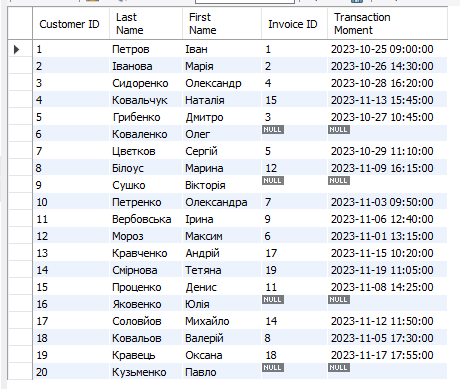 Customer ID Last Name First Name Invoice ID Transaction Moment
1 Петров Іван 1 2023-10-25 09:00:00
2 Іванова Марія 2 2023-10-26 14:30:00
3 Сидоренко Олександр 4 2023-10-28 16:20:00
4 Ковальчук Наталія 15 2023-11-13 15:45:00
5 Грибенко Дмитро 3 2023-10-27 10:45:00
6 Коваленко Олег NULL NULL
7 Цвєтков Сергій 5 2023-10-29 11:10:00
8 Білоус Марина 12 2023-11-09 16:15:00
9 Сушко Вікторія NULL NULL
10 Петренко Олександра 7 2023-11-03 09:50:00
11 Вербовська Ірина 9 2023-11-06 12:40:00
12 Мороз Максим 6 2023-11-01 13:15:00
13 Кравченко Андрій 17 2023-11-15 10:20:00
14 Смірнова Тетяна 19 2023-11-19 11:05:00
15 Проценко Денис 11 2023-11-08 14:25:00
16 Яковенко Юлія NULL NULL
17 Соловйов Михайло 14 2023-11-12 11:50:00
18 Ковальов Валерій 8 2023-11-05 17:30:00
19 Кравець Оксана 18 2023-11-17 17:55:00
20 Кузьменко Павло NULL NULL